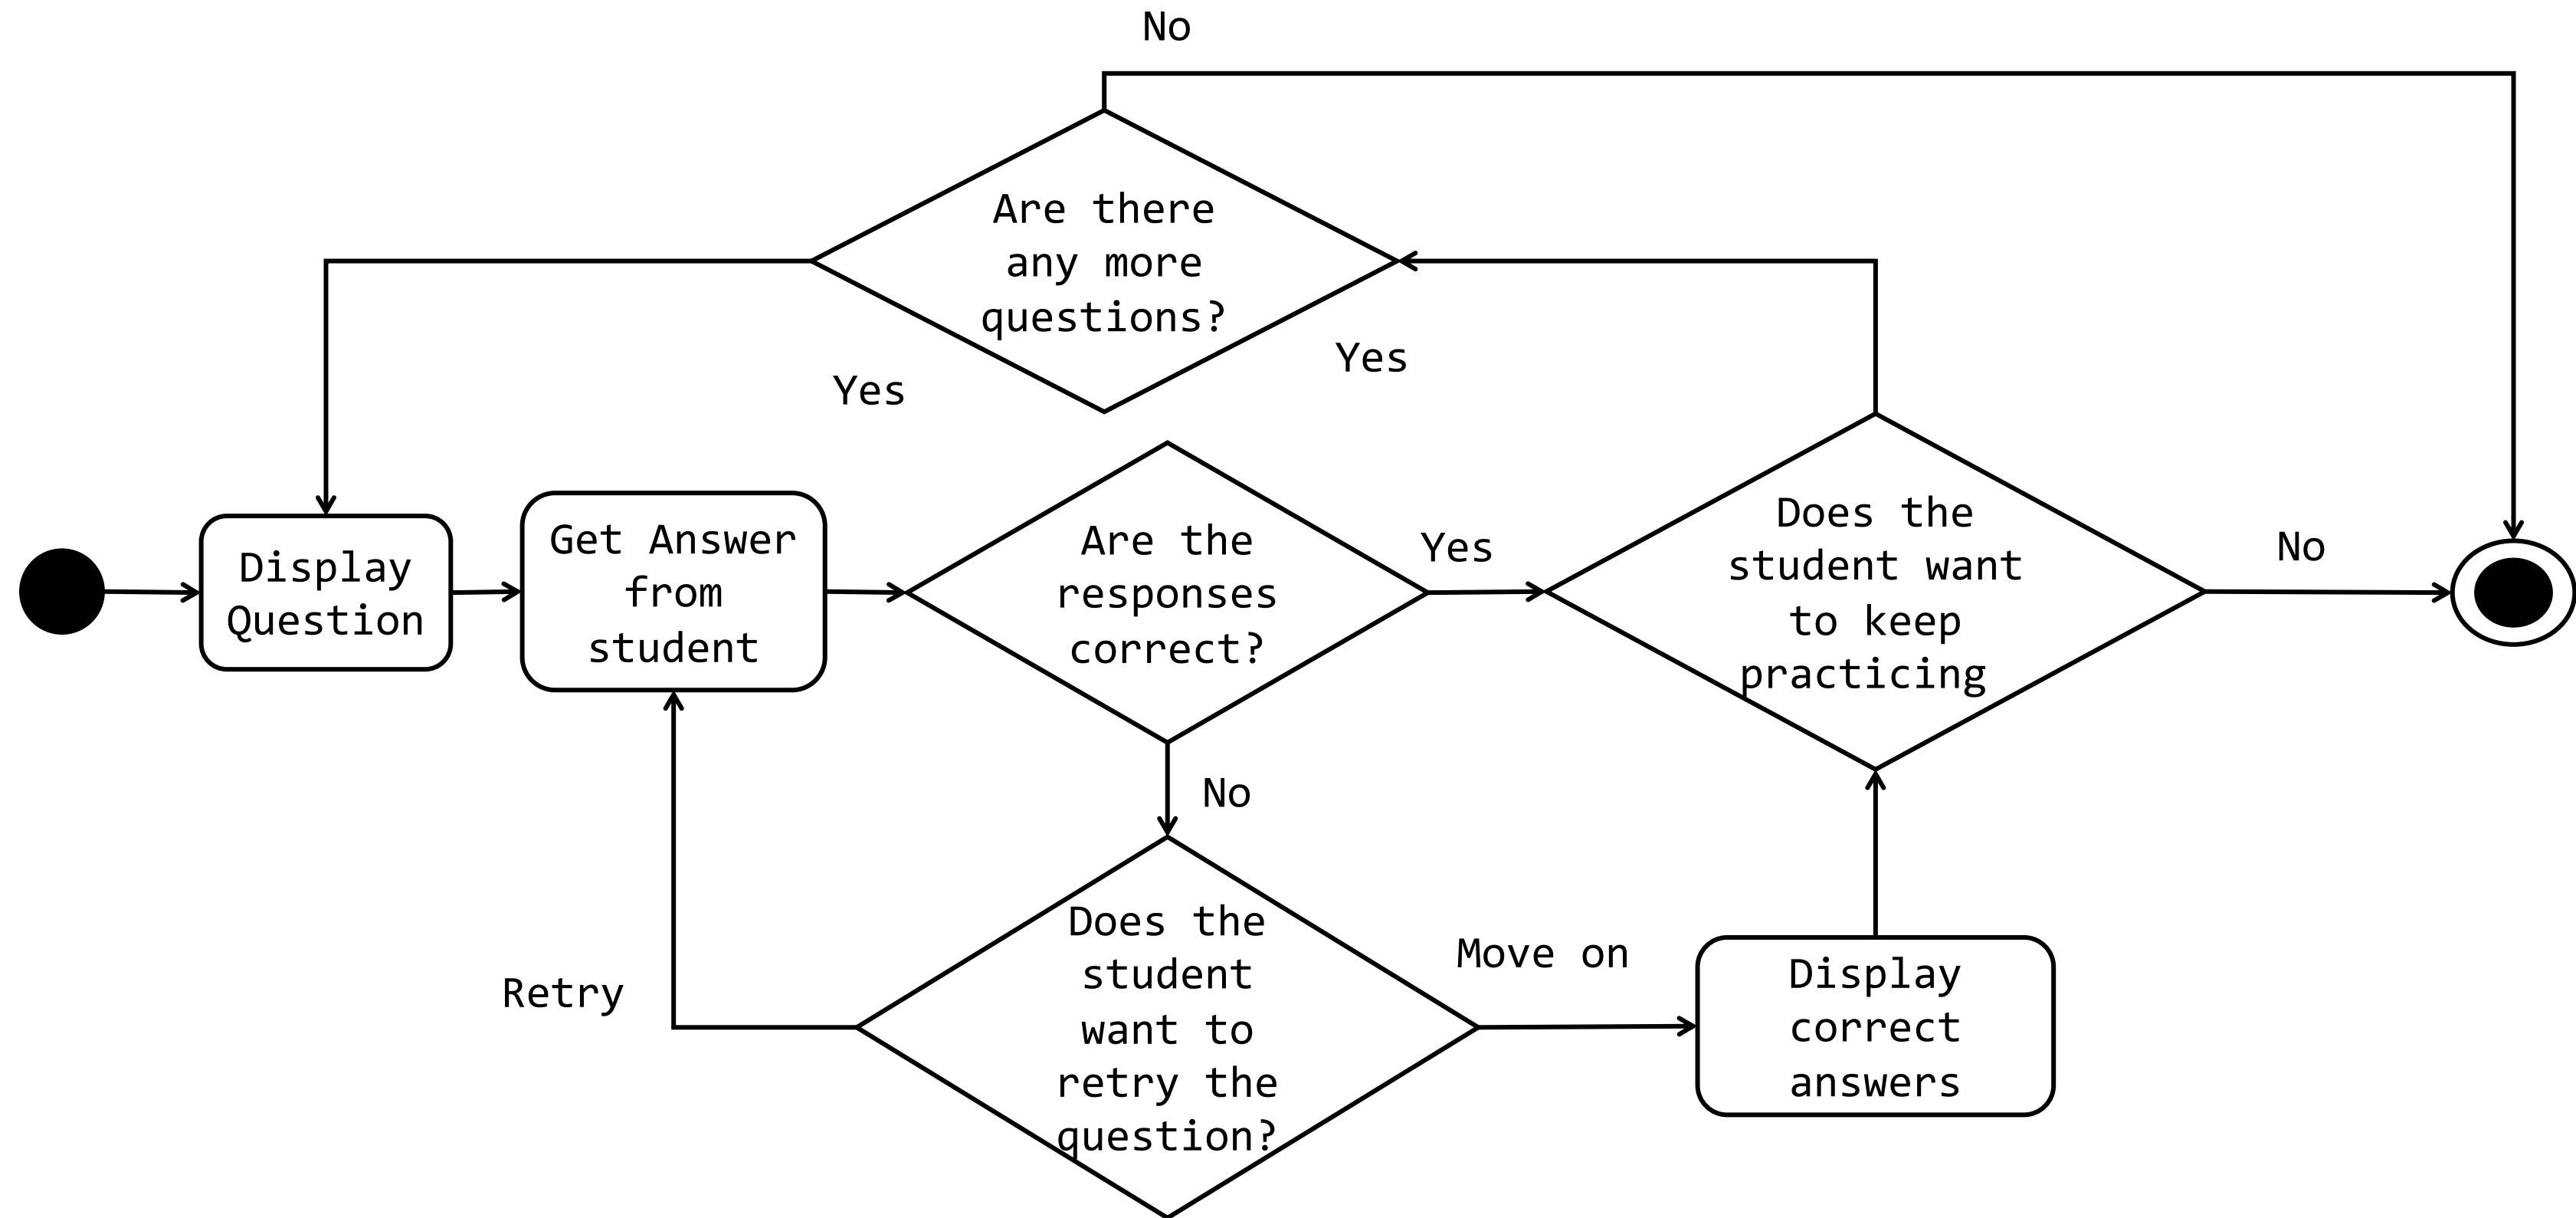 No
Are there
any more
questions?
Yes
Yes
Display
Question
Get Answer
from
student
Are the
responses
correct?
Yes
Does the
student want
to keep
practicing
No
No
Does the
student
want to
retry the
question?
Retry
Move on
Display
correct
answers